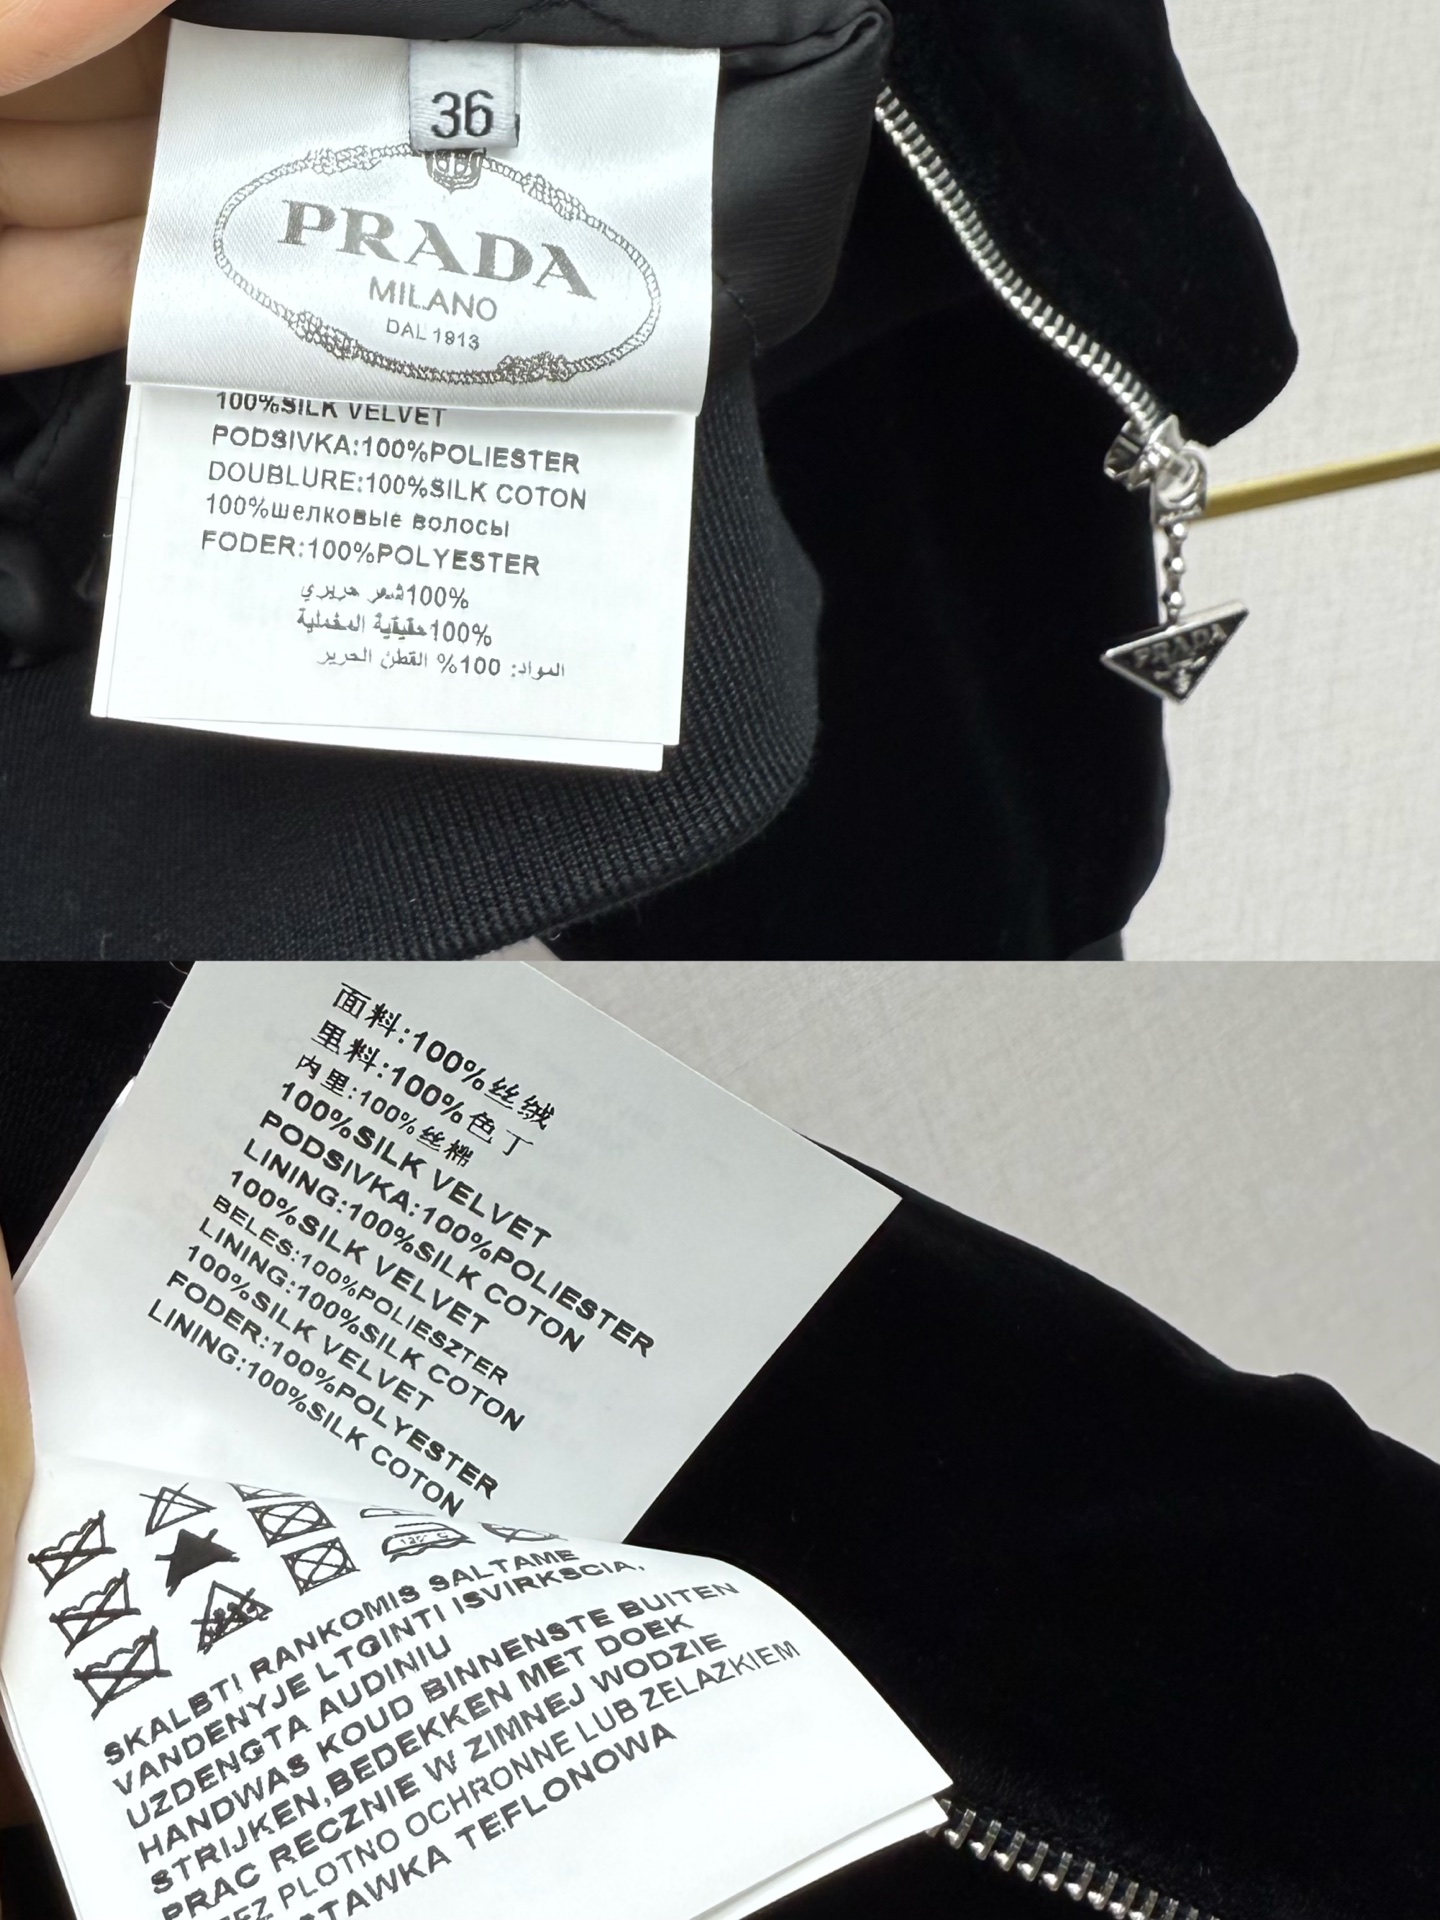 36
PRADA
MILANO
DAL 1913
100%SILK VELVET
PODSIVKA:100%POLIESTER
DOUBLURE:100%SILK COTON
100%шелковые волосы
FODER:100%POLYESTER
100%شعر حريري
100%حقيقية المخملية
المواد: 100% القطن الحرير
PRADA
面料:100%丝绒
里料:100%色丁
内里:100%丝棉
100%SILK VELVET
PODSIVKA:100%POLIESTER
LINING:100%SILK COTON
100%SILK VELVET
BELES:100%POLIESZTER
LINING:100%SILK COTON
100%SILK VELVET
FODER:100%POLYESTER
LINING:100%SILK COTON
SKALBTI RANKOMIS SALTAME
VANDENYJE LTGINTI ISVIRKSCIA,
UZDENGTA AUDINIU
HANDWAS KOUD BINNENSTE BUITEN
STRIJKEN,BEDEKKEN MET DOEK
PRAC RECZNIE W ZIMNEJ WODZIE
PLOTNO OCHRONNE LUB ZELAZKIEM
TEFLONOWA